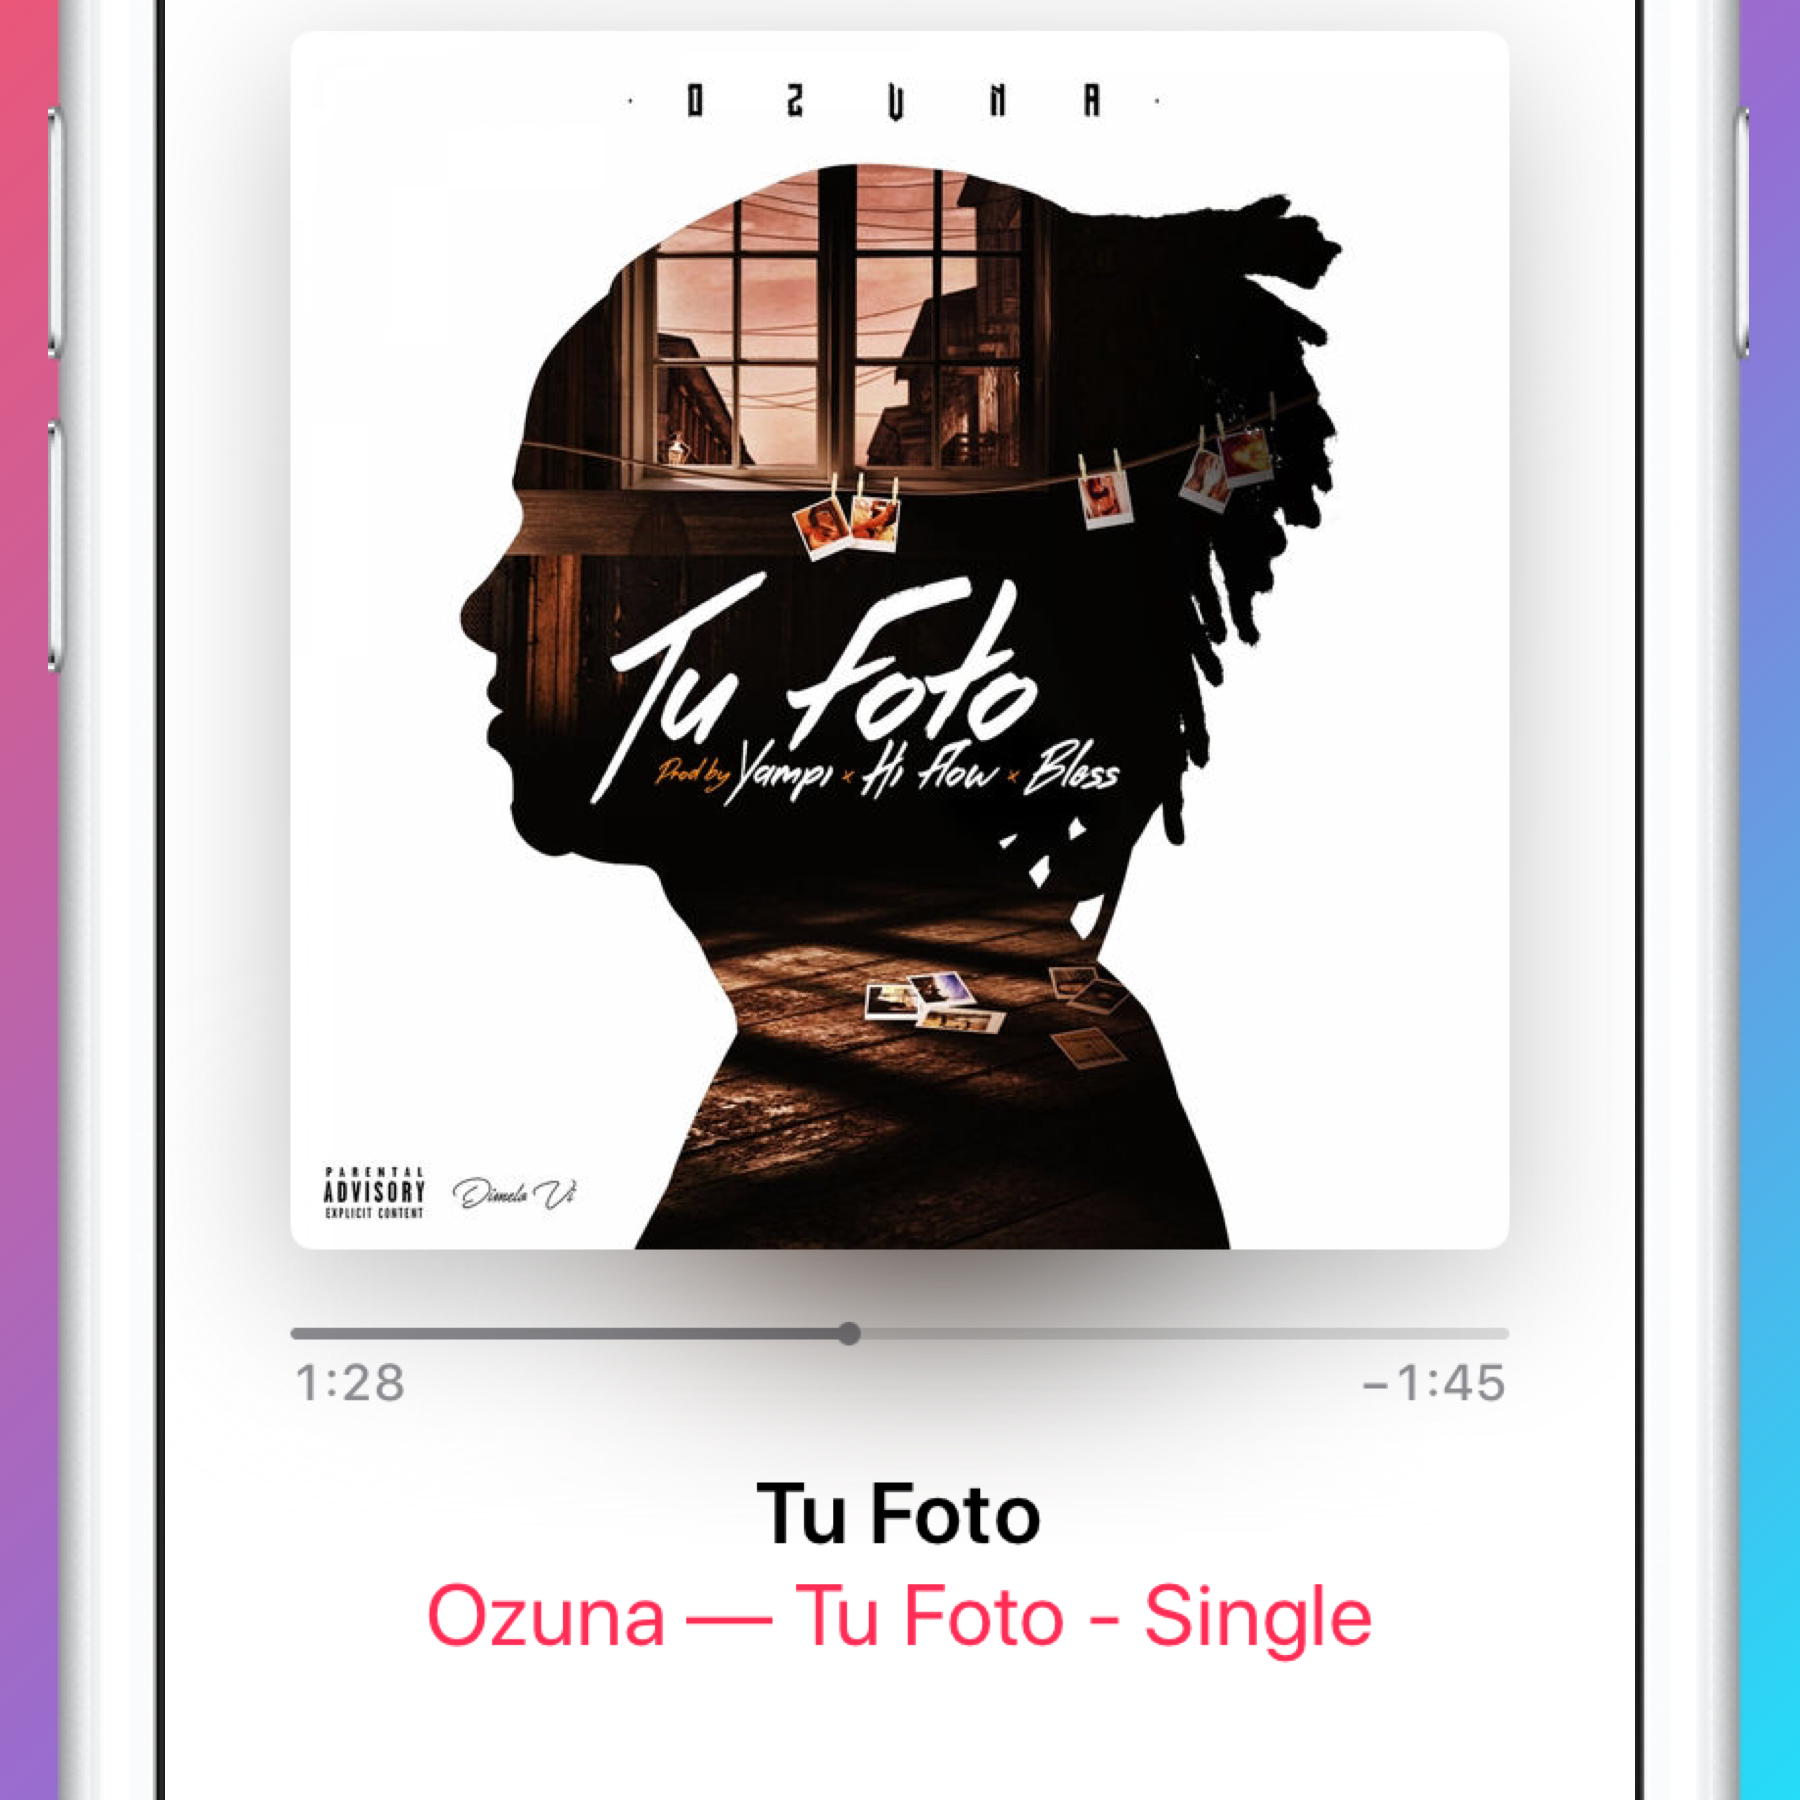 · O Z U N A ·
Tu Foto
Prod by Yampi x Hi Flow x Bless
PARENTAL
ADVISORY
EXPLICIT CONTENT
Dimelo Vi
1:28
–1:45
Tu Foto
Ozuna — Tu Foto - Single